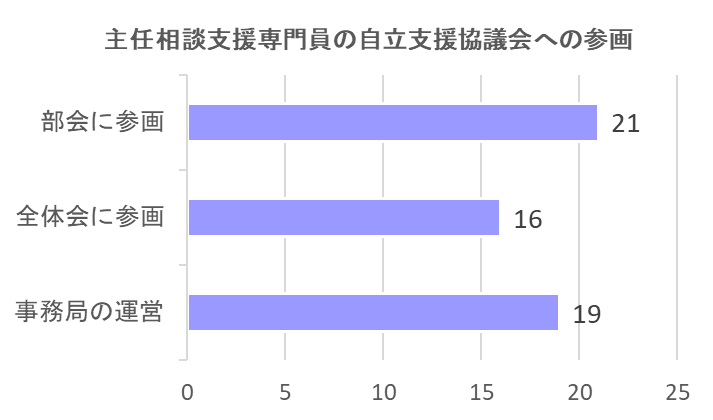 主任相談支援専門員の自立支援協議会への参画
部会に参画
21
全体会に参画
16
事務局の運営
19
0 5 10 15 20 25